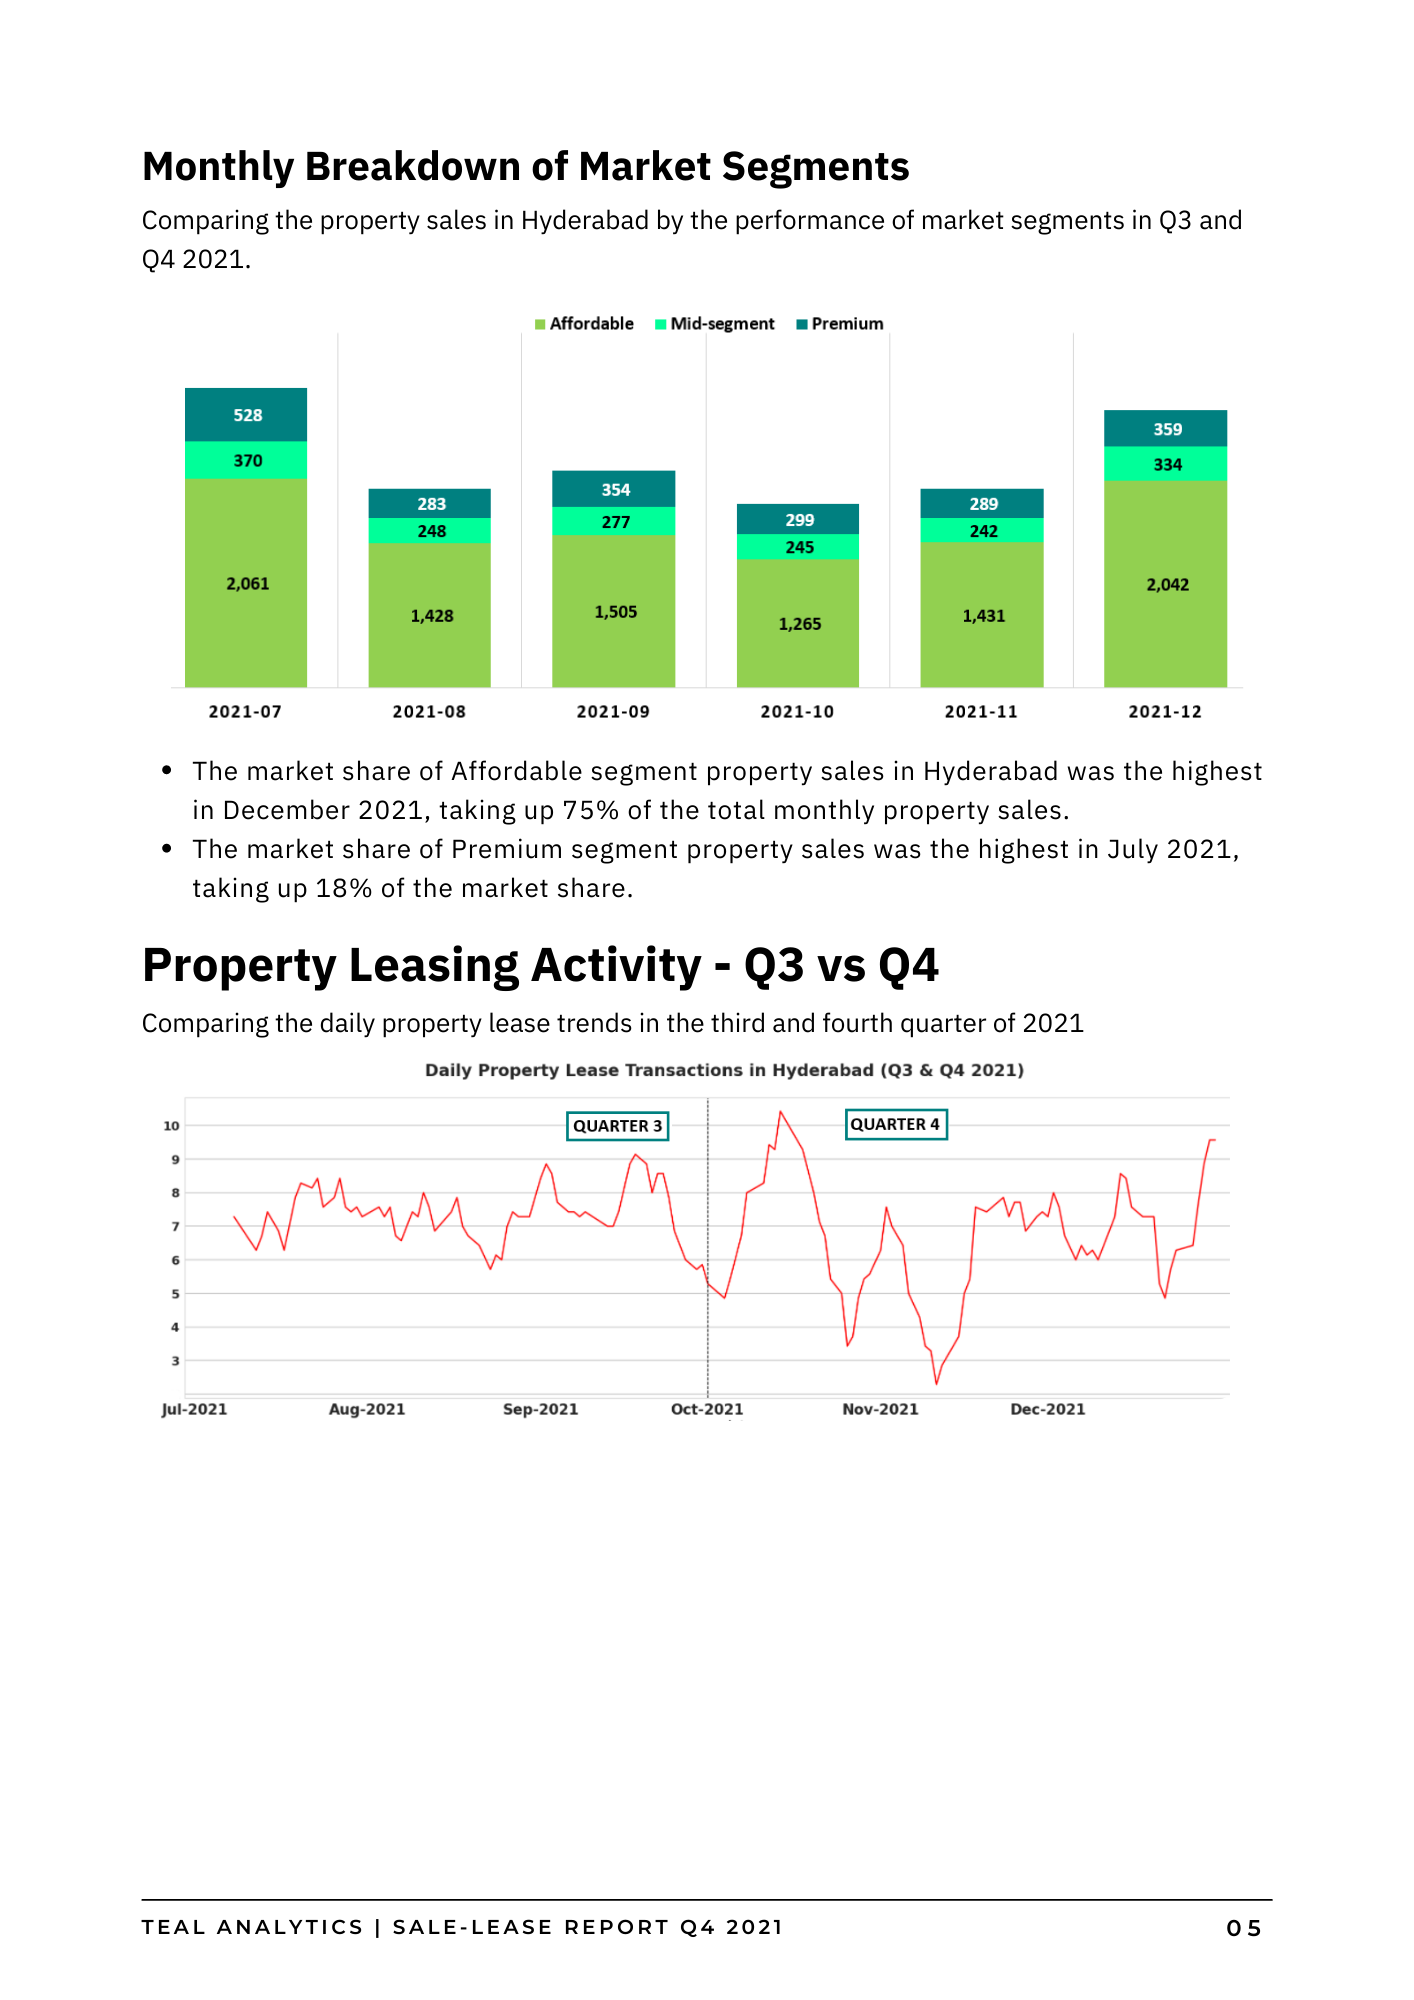 Monthly Breakdown of Market Segments
Comparing the property sales in Hyderabad by the performance of market segments in Q3 and
Q4 2021.
Affordable Mid-segment Premium
528
370
2,061
283
248
1,428
354
277
1,505
299
245
1,265
289
242
1,431
359
334
2,042
2021-07 2021-08 2021-09 2021-10 2021-11 2021-12
• The market share of Affordable segment property sales in Hyderabad was the highest
in December 2021, taking up 75% of the total monthly property sales.
• The market share of Premium segment property sales was the highest in July 2021,
taking up 18% of the market share.
Property Leasing Activity - Q3 vs Q4
Comparing the daily property lease trends in the third and fourth quarter of 2021
Daily Property Lease Transactions in Hyderabad (Q3 & Q4 2021)
QUARTER 3 QUARTER 4
10
9
8
7
6
5
4
3
Jul-2021 Aug-2021 Sep-2021 Oct-2021 Nov-2021 Dec-2021
TEAL ANALYTICS | SALE-LEASE REPORT Q4 2021 05